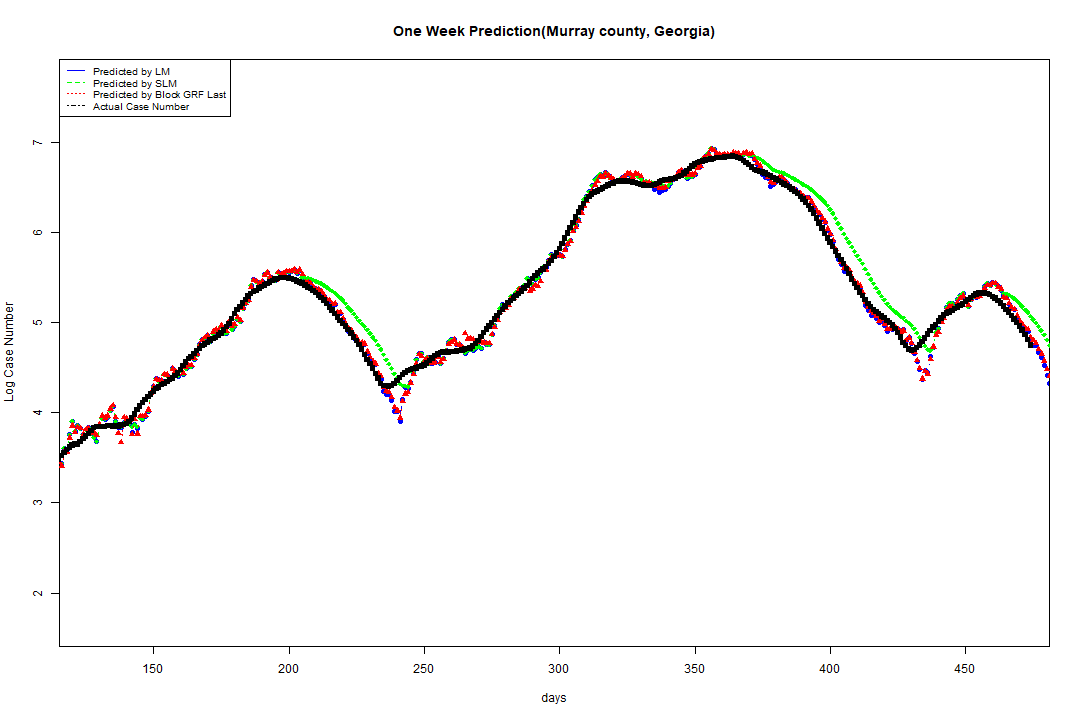 One Week Prediction(Murray county, Georgia)
Predicted by LM
Predicted by SLM
Predicted by Block GRF Last
Actual Case Number
Log Case Number
7
6
5
4
3
2
150 200 250 300 350 400 450
days